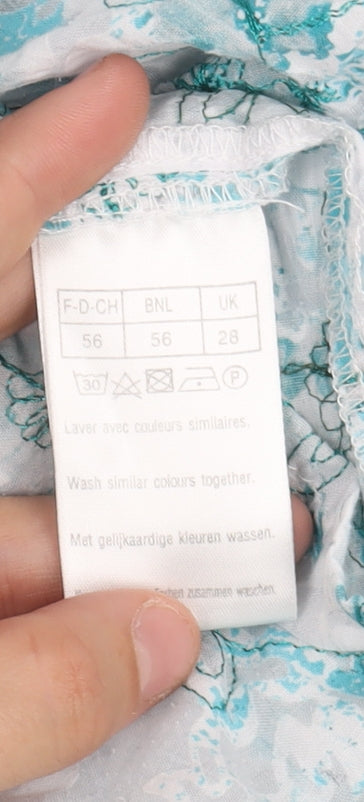 F-D-CH BNL UK
56 56 28
30 P
Laver avec couleurs similaires.
Wash similar colours together.
Met gelijkaardige kleuren wassen.
Farben zusammen waschen.